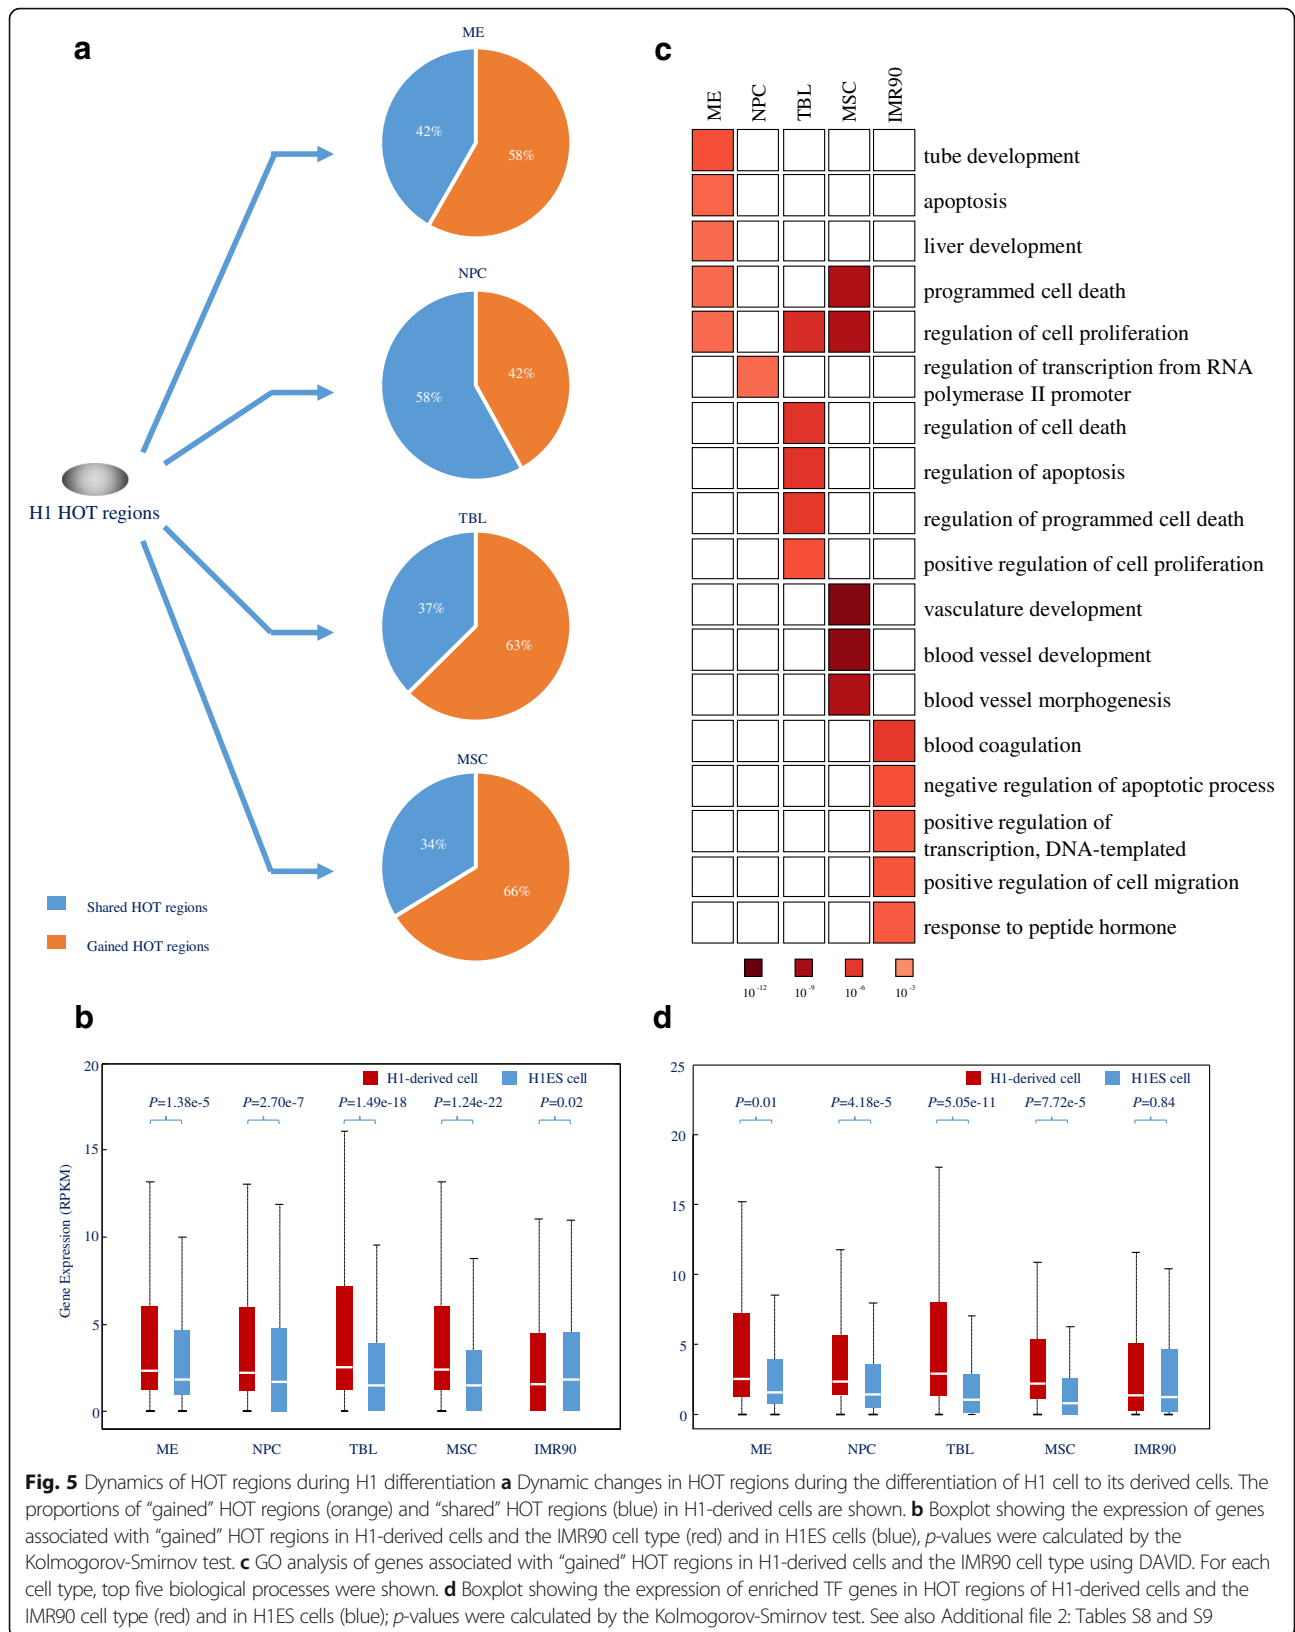 a
ME
42%
58%
NPC
42%
58%
H1 HOT regions
TBL
37%
63%
MSC
34%
66%
Shared HOT regions
Gained HOT regions
c
ME
NPC
TBL
MSC
IMR90
tube development
apoptosis
liver development
programmed cell death
regulation of cell proliferation
regulation of transcription from RNA
polymerase II promoter
regulation of cell death
regulation of apoptosis
regulation of programmed cell death
positive regulation of cell proliferation
vasculature development
blood vessel development
blood vessel morphogenesis
blood coagulation
negative regulation of apoptotic process
positive regulation of
transcription, DNA-templated
positive regulation of cell migration
response to peptide hormone
10^-12 10^-9 10^-6 10^-3
b
H1-derived cell H1ES cell
P=1.38e-5 P=2.70e-7 P=1.49e-18 P=1.24e-22 P=0.02
Gene Expression (RPKM)
20
15
10
5
0
ME NPC TBL MSC IMR90
d
H1-derived cell H1ES cell
P=0.01 P=4.18e-5 P=5.05e-11 P=7.72e-5 P=0.84
25
20
15
10
5
0
ME NPC TBL MSC IMR90
Fig. 5 Dynamics of HOT regions during H1 differentiation a Dynamic changes in HOT regions during the differentiation of H1 cell to its derived cells. The
proportions of “gained” HOT regions (orange) and “shared” HOT regions (blue) in H1-derived cells are shown. b Boxplot showing the expression of genes
associated with “gained” HOT regions in H1-derived cells and the IMR90 cell type (red) and in H1ES cells (blue), p-values were calculated by the
Kolmogorov-Smirnov test. c GO analysis of genes associated with “gained” HOT regions in H1-derived cells and the IMR90 cell type using DAVID. For each
cell type, top five biological processes were shown. d Boxplot showing the expression of enriched TF genes in HOT regions of H1-derived cells and the
IMR90 cell type (red) and in H1ES cells (blue); p-values were calculated by the Kolmogorov-Smirnov test. See also Additional file 2: Tables S8 and S9